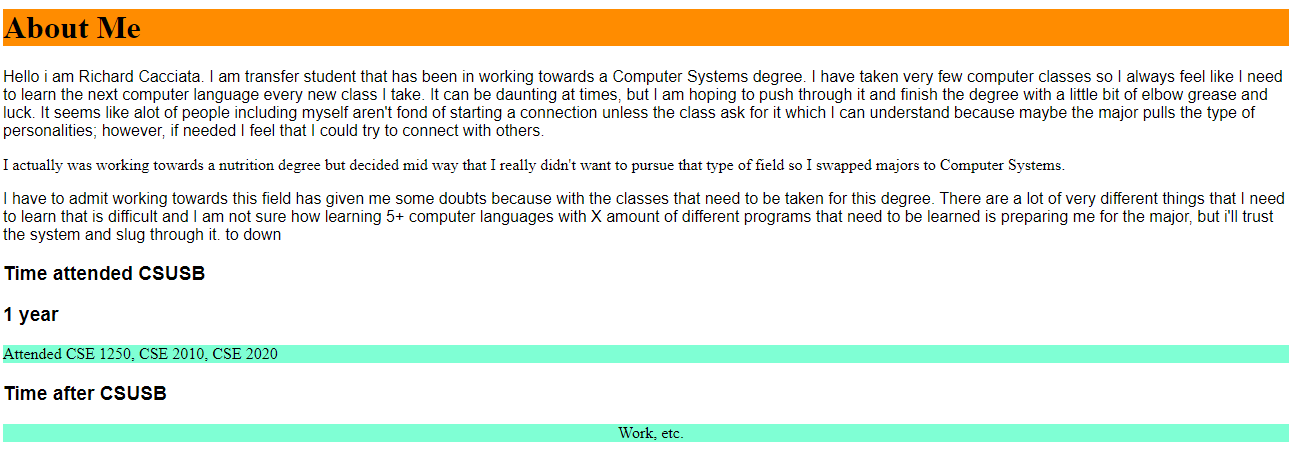 About Me
Hello i am Richard Cacciata. I am transfer student that has been in working towards a Computer Systems degree. I have taken very few computer classes so I always feel like I need
to learn the next computer language every new class I take. It can be daunting at times, but I am hoping to push through it and finish the degree with a little bit of elbow grease and
luck. It seems like alot of people including myself aren't fond of starting a connection unless the class ask for it which I can understand because maybe the major pulls the type of
personalities; however, if needed I feel that I could try to connect with others.
I actually was working towards a nutrition degree but decided mid way that I really didn't want to pursue that type of field so I swapped majors to Computer Systems.
I have to admit working towards this field has given me some doubts because with the classes that need to be taken for this degree. There are a lot of very different things that I need
to learn that is difficult and I am not sure how learning 5+ computer languages with X amount of different programs that need to be learned is preparing me for the major, but i'll trust
the system and slug through it. to down
Time attended CSUSB
1 year
Attended CSE 1250, CSE 2010, CSE 2020
Time after CSUSB
Work, etc.